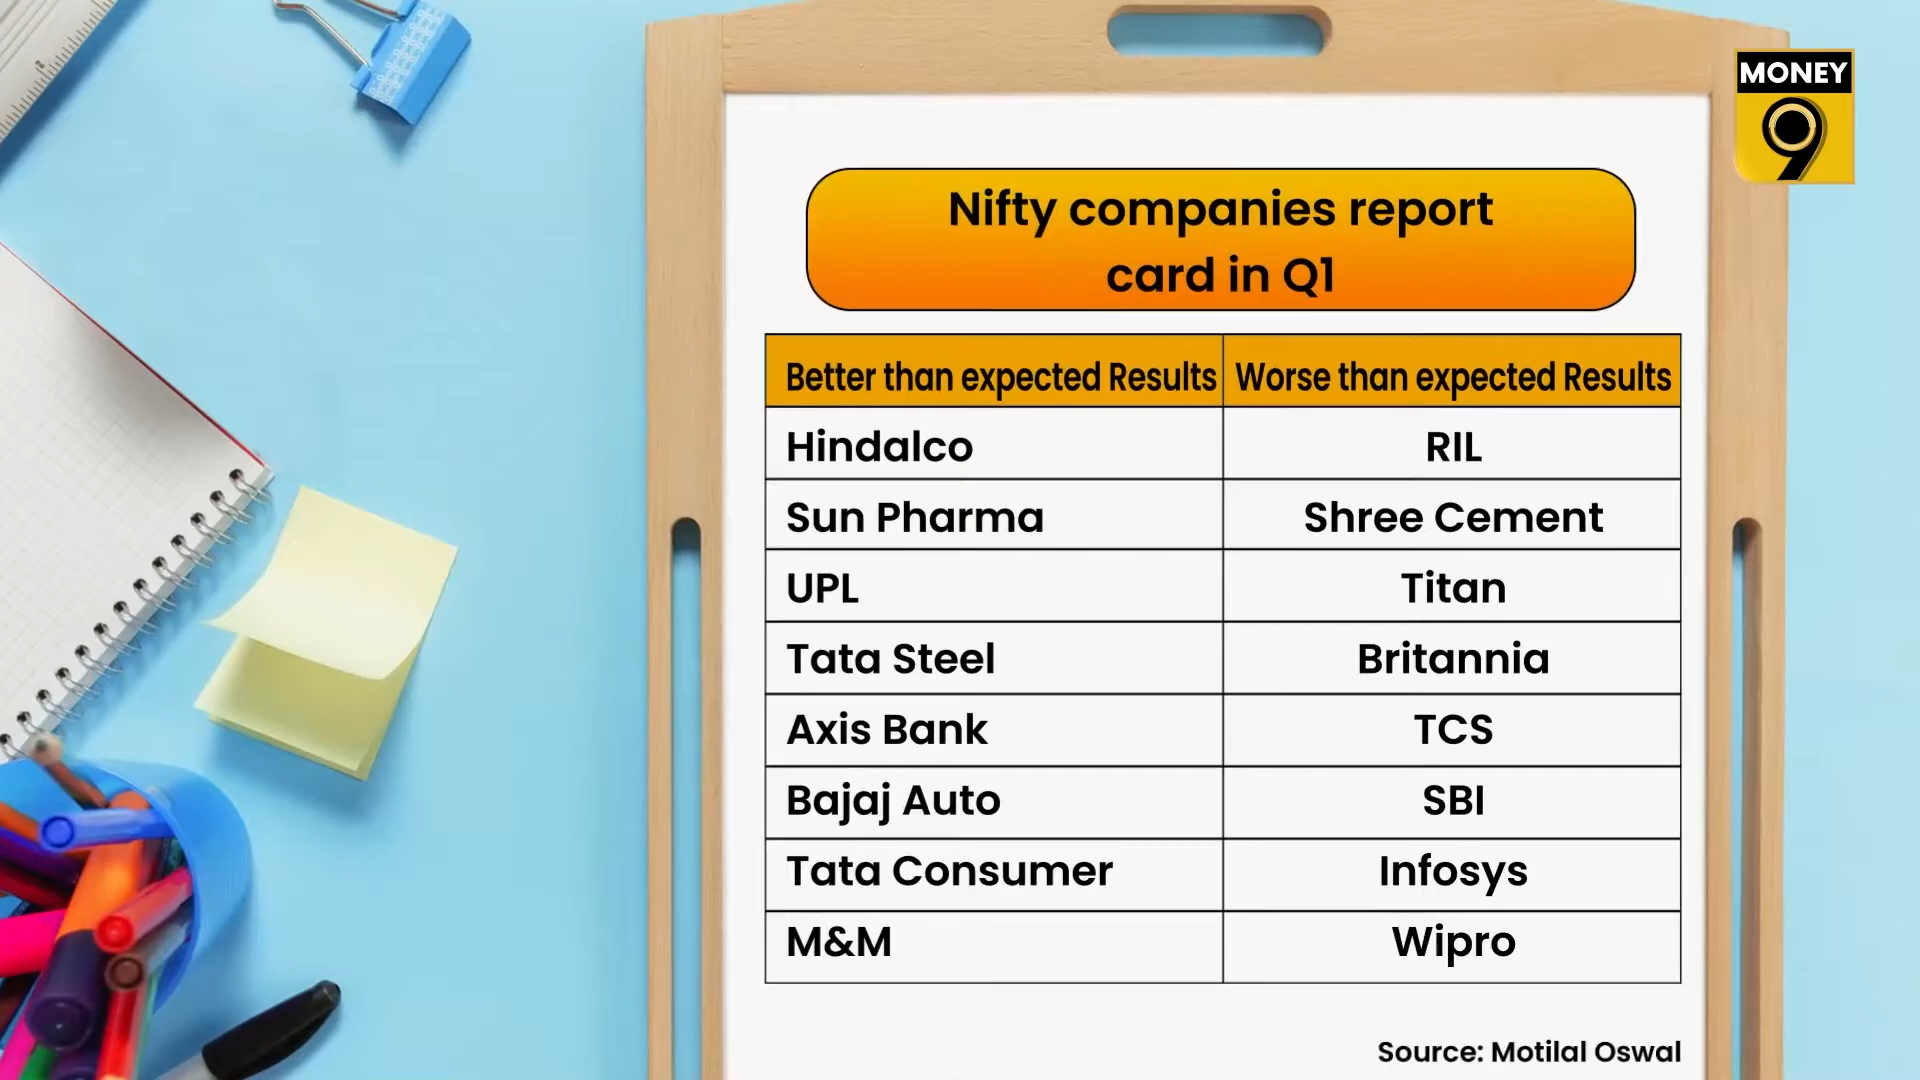 MONEY
9
Nifty companies report
card in Q1
Better than expected Results Worse than expected Results
Hindalco RIL
Sun Pharma Shree Cement
UPL Titan
Tata Steel Britannia
Axis Bank TCS
Bajaj Auto SBI
Tata Consumer Infosys
M&M Wipro
Source: Motilal Oswal